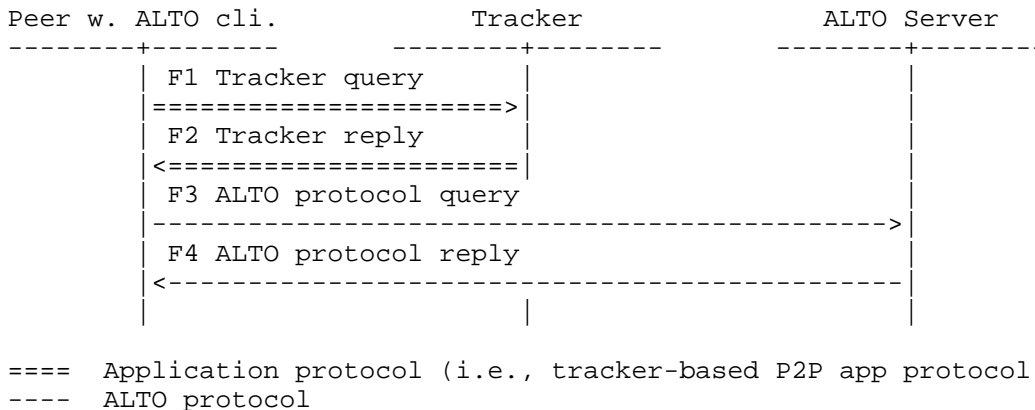 Peer w. ALTO cli.            Tracker                ALTO Server
--------+--------       --------+--------       --------+-------
        | F1 Tracker query      |                       |
        |======================>|                       |
        | F2 Tracker reply      |                       |
        |<======================|                       |
        | F3 ALTO protocol query                        |
        |---------------------------------------------->|
        | F4 ALTO protocol reply                        |
        |<----------------------------------------------|
        |                       |                       |
====  Application protocol (i.e., tracker-based P2P app protocol
----  ALTO protocol